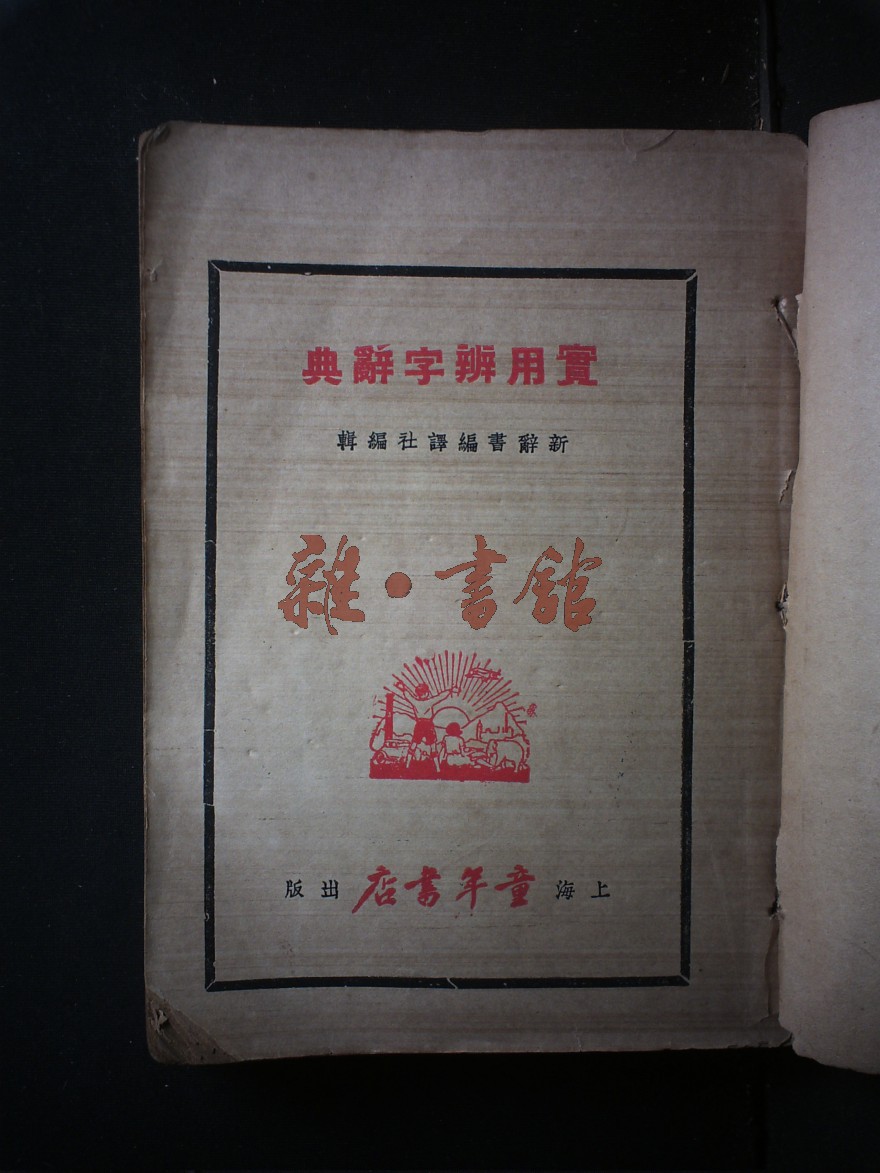 實用辨字辭典
新辭書編譯社編輯
雜·書館
上海童年書店出版